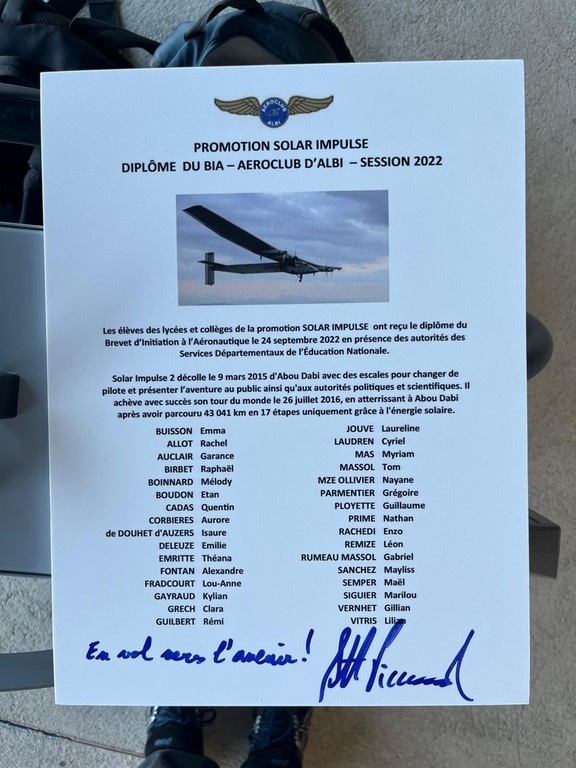 AEROCLUB
ALBI
PROMOTION SOLAR IMPULSE
DIPLÔME DU BIA – AEROCLUB D'ALBI – SESSION 2022
Les élèves des lycées et collèges de la promotion SOLAR IMPULSE ont reçu le diplôme du
Brevet d'Initiation à l'Aéronautique le 24 septembre 2022 en présence des autorités des
Services Départementaux de l'Éducation Nationale.
Solar Impulse 2 décolle le 9 mars 2015 d'Abou Dabi avec des escales pour changer de
pilote et présenter l'aventure au public ainsi qu'aux autorités politiques et scientifiques. Il
achève avec succès son tour du monde le 26 juillet 2016, en atterrissant à Abou Dabi
après avoir parcouru 43 041 km en 17 étapes uniquement grâce à l'énergie solaire.
BUISSON Emma
ALLOT Rachel
AUCLAIR Garance
BIRBET Raphaël
BOINNARD Mélody
BOUDON Etan
CADAS Quentin
CORBIERES Aurore
de DOUHET d'AUZERS Isaure
DELEUZE Emilie
EMRITTE Théana
FONTAN Alexandre
FRADCOURT Lou-Anne
GAYRAUD Kylian
GRECH Clara
GUILBERT Rémi
JOUVE Laureline
LAUDREN Cyriel
MAS Myriam
MASSOL Tom
MZE OLLIVIER Nayane
PARMENTIER Grégoire
PLOYETTE Guillaume
PRIME Nathan
RACHEDI Enzo
REMIZE Léon
RUMEAU MASSOL Gabriel
SANCHEZ Mayliss
SEMPER Maël
SIGUIER Marilou
VERNHET Gillian
VITRIS Lilian
En vol vers l'avenir !
Piccard